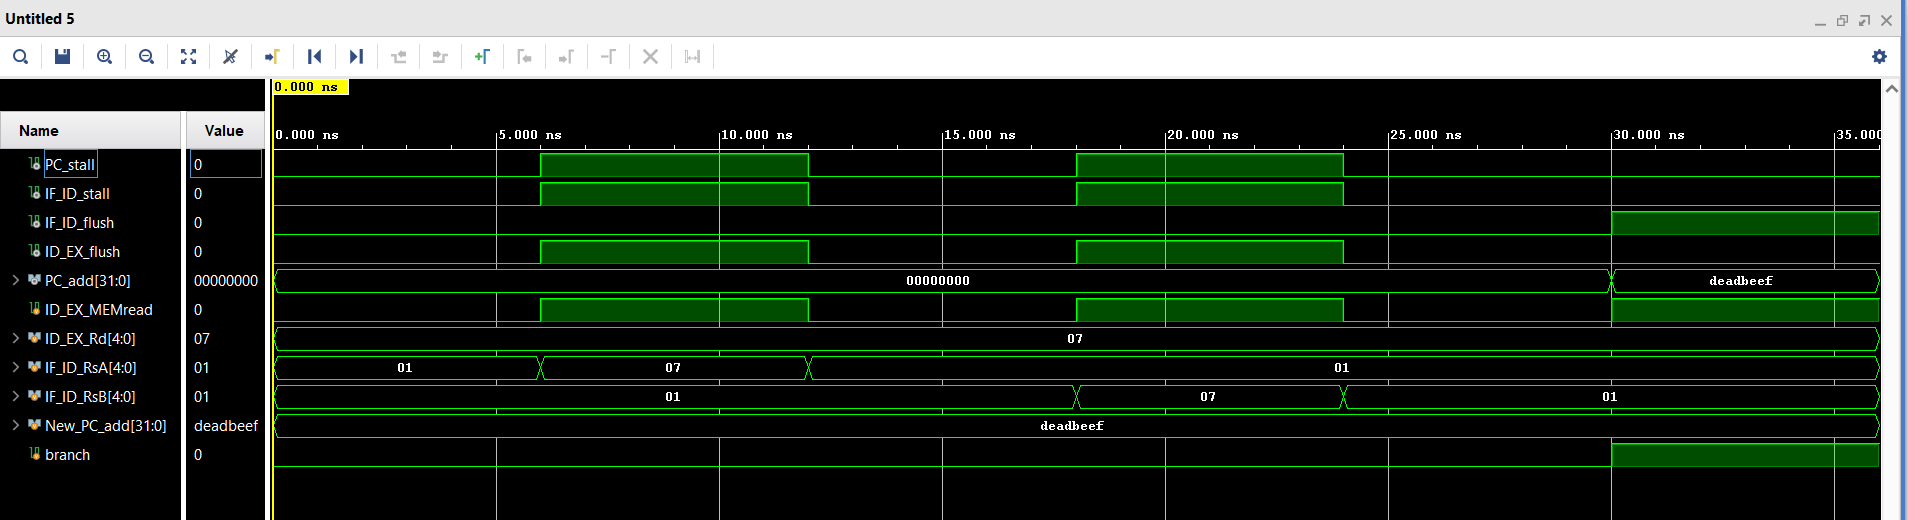 Untitled 5
0.000 ns
Name Value
0.000 ns 5.000 ns 10.000 ns 15.000 ns 20.000 ns 25.000 ns 30.000 ns 35.000
PC_stall 0
IF_ID_stall 0
IF_ID_flush 0
ID_EX_flush 0
PC_add[31:0] 00000000 00000000 deadbeef
ID_EX_MEMread 0
ID_EX_Rd[4:0] 07 07
IF_ID_RsA[4:0] 01 01 07 01
IF_ID_RsB[4:0] 01 01 07 01
New_PC_add[31:0] deadbeef deadbeef
branch 0